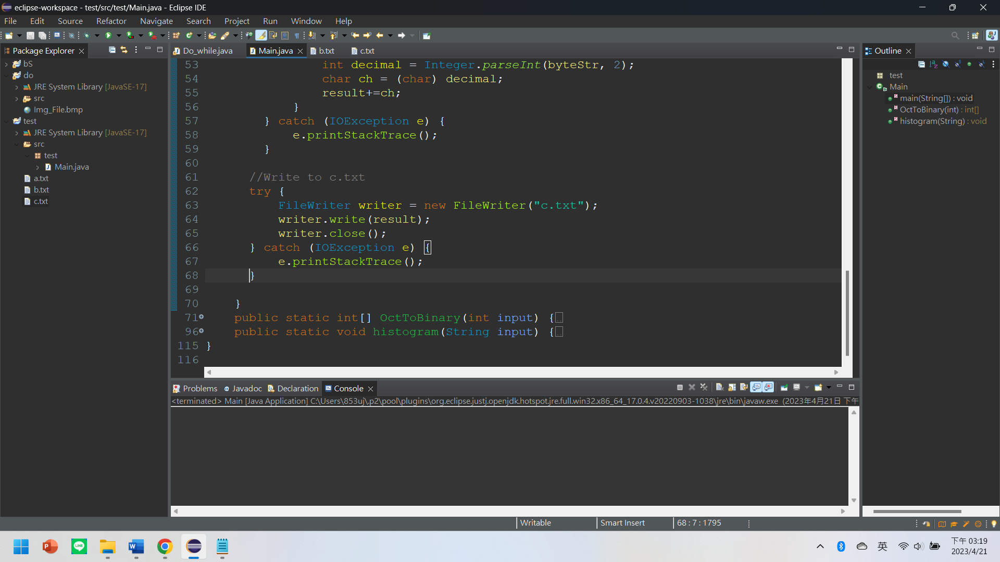 eclipse-workspace - test/src/test/Main.java - Eclipse IDE
File Edit Source Refactor Navigate Search Project Run Window Help
Package Explorer
bS
do
JRE System Library [JavaSE-17]
src
Img_File.bmp
test
JRE System Library [JavaSE-17]
src
test
Main.java
a.txt
b.txt
c.txt
Do_while.java Main.java b.txt c.txt
53 int decimal = Integer.parseInt(byteStr, 2);
54 char ch = (char) decimal;
55 result+=ch;
56 }
57 } catch (IOException e) {
58 e.printStackTrace();
59 }
60
61 //Write to c.txt
62 try {
63 FileWriter writer = new FileWriter("c.txt");
64 writer.write(result);
65 writer.close();
66 } catch (IOException e) {
67 e.printStackTrace();
68 }
69
70 }
71 public static int[] OctToBinary(int input) {
96 public static void histogram(String input) {
115 }
116
Outline
test
Main
main(String[]) : void
OctToBinary(int) : int[]
histogram(String) : void
Problems Javadoc Declaration Console
<terminated> Main [Java Application] C:\Users\853uj\.p2\pool\plugins\org.eclipse.justj.openjdk.hotspot.jre.full.win32.x86_64_17.0.4.v20220903-1038\jre\bin\javaw.exe (2023年4月21日 下午
Writable Smart Insert 68 : 7 : 1795
英
下午 03:19
2023/4/21